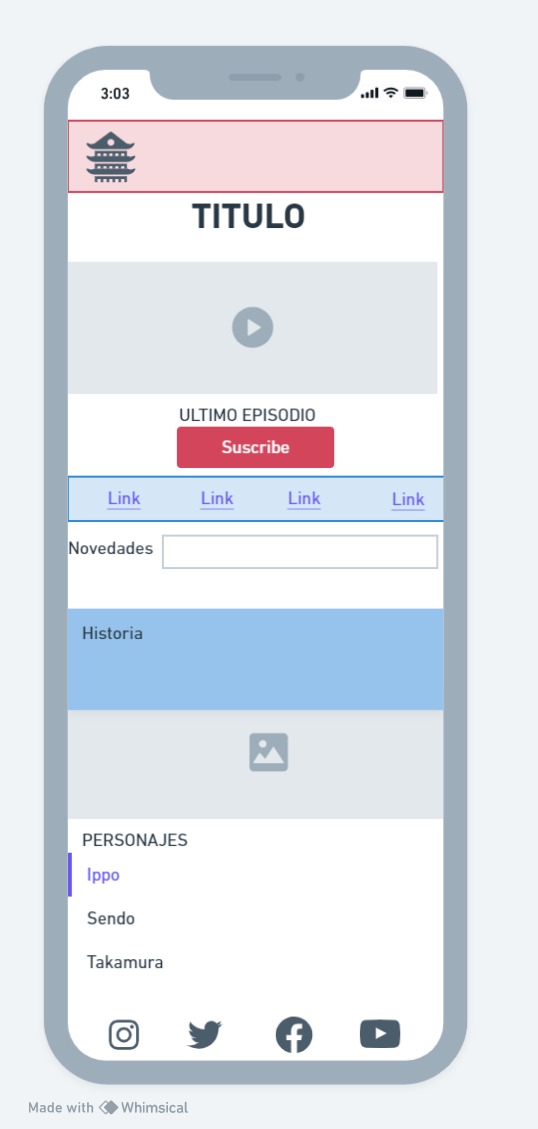 3:03
TITULO
ULTIMO EPISODIO
Suscribe
Link Link Link Link
Novedades
Historia
PERSONAJES
Ippo
Sendo
Takamura
Made with Whimsical